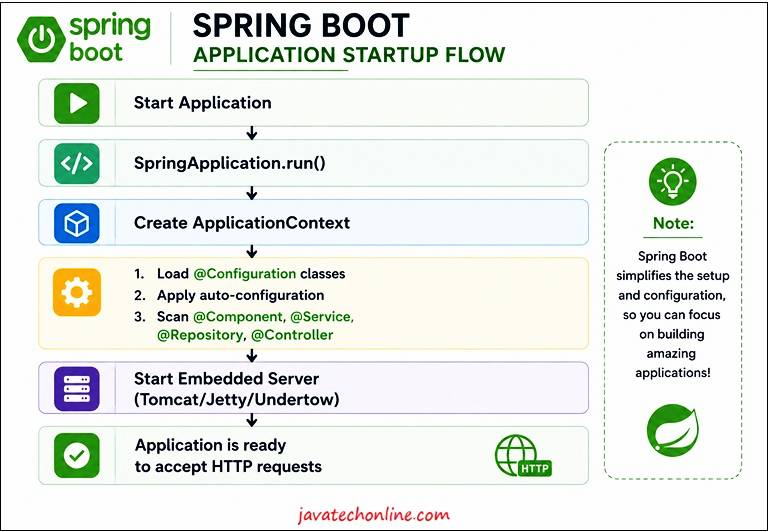 spring
boot
SPRING BOOT
APPLICATION STARTUP FLOW
Start Application
</>
SpringApplication.run()
Create ApplicationContext
1. Load @Configuration classes
2. Apply auto-configuration
3. Scan @Component, @Service,
@Repository, @Controller
Start Embedded Server
(Tomcat/Jetty/Undertow)
Application is ready
to accept HTTP requests
HTTP
Note:
Spring Boot
simplifies the setup
and configuration,
so you can focus
on building
amazing
applications!
javatechonline.com